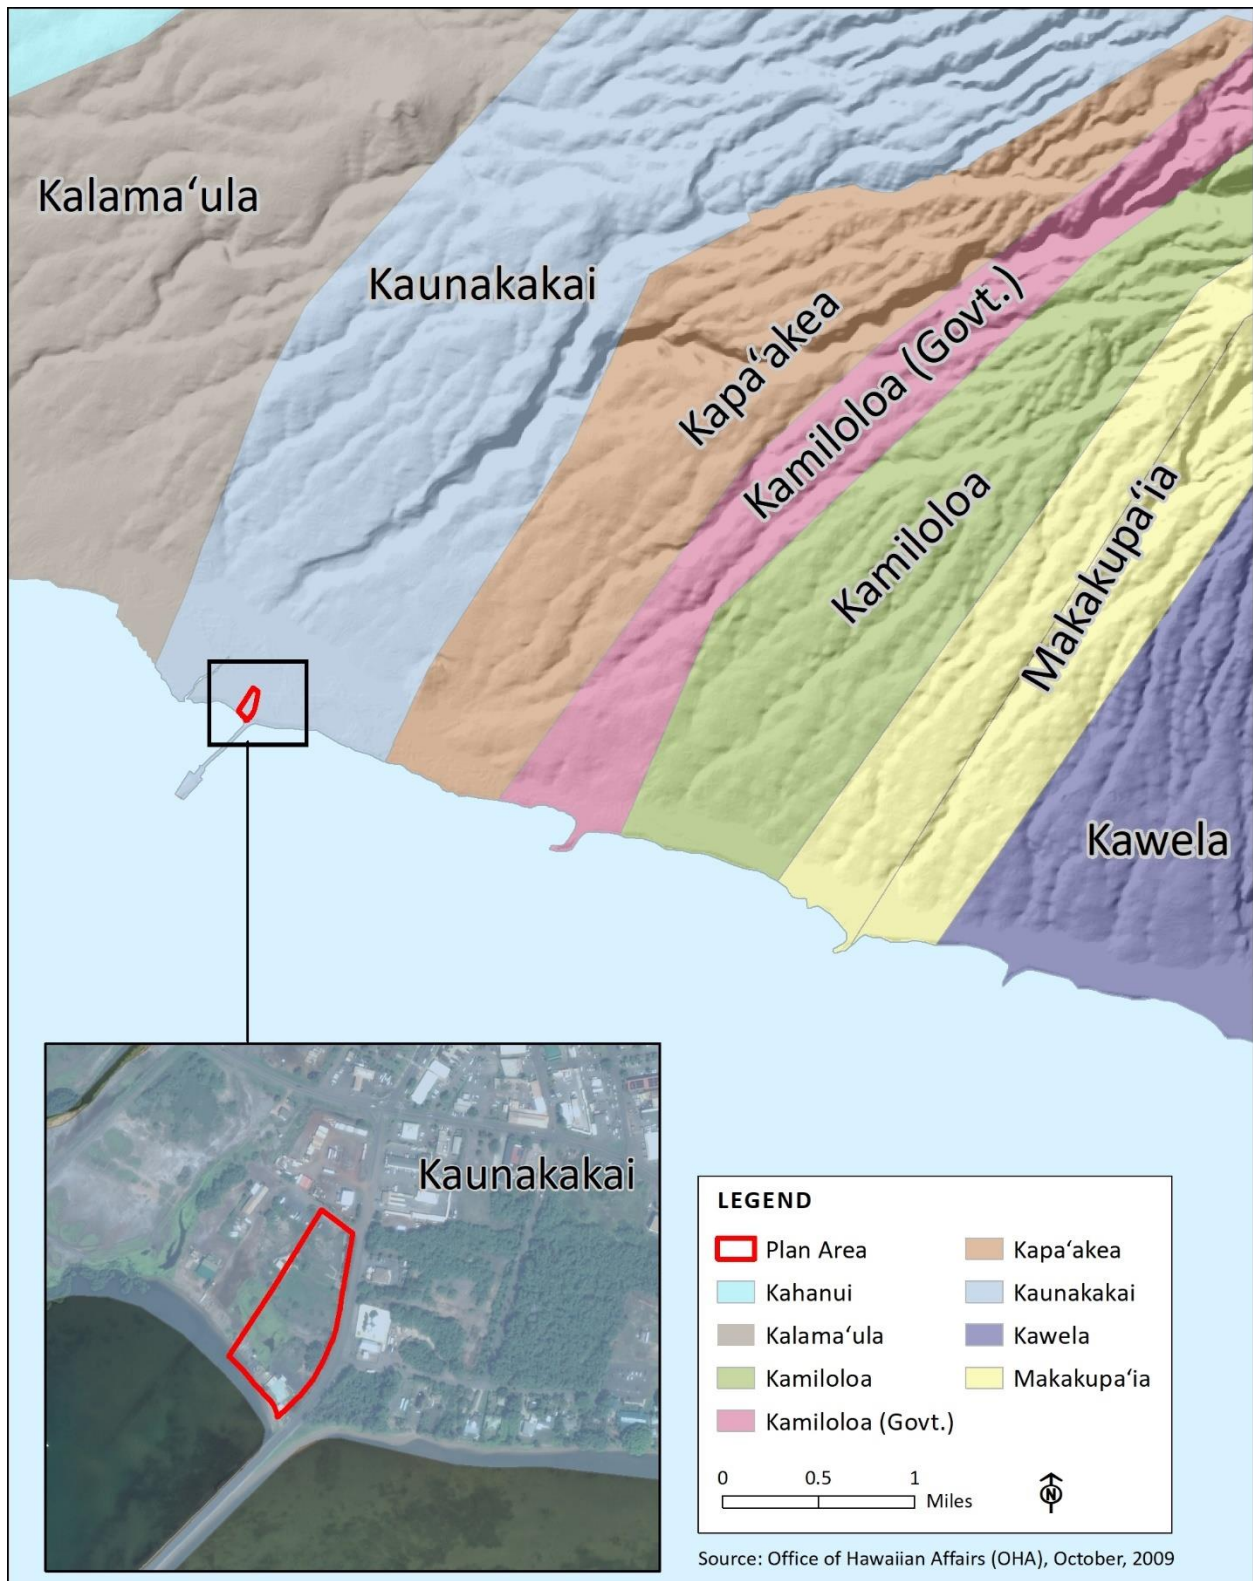 Kalama‘ula
Kaunakakai
Kapa‘akea
Kamiloloa (Govt.)
Kamiloloa
Makakupa‘ia
Kawela
Kaunakakai
LEGEND
Plan Area
Kahanui
Kalama‘ula
Kamiloloa
Kamiloloa (Govt.)
Kapa‘akea
Kaunakakai
Kawela
Makakupa‘ia
0 0.5 1
Miles
N
Source: Office of Hawaiian Affairs (OHA), October, 2009